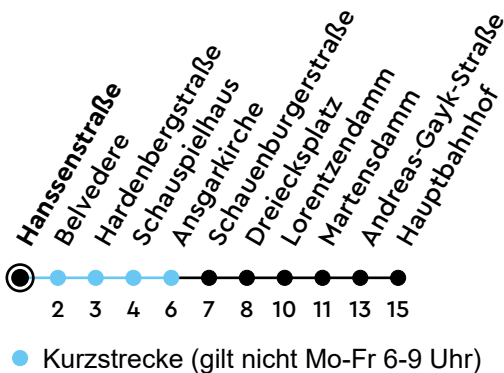 Hanssenstraße
Belvedere
Hardenbergstraße
Schauspielhaus
Ansgarkirche
Schauenburgerstraße
Dreiecksplatz
Lorentzendamm
Martensdamm
Andreas-Gayk-Straße
Hauptbahnhof
2 3 4 6 7 8 10 11 13 15
Kurzstrecke (gilt nicht Mo-Fr 6-9 Uhr)